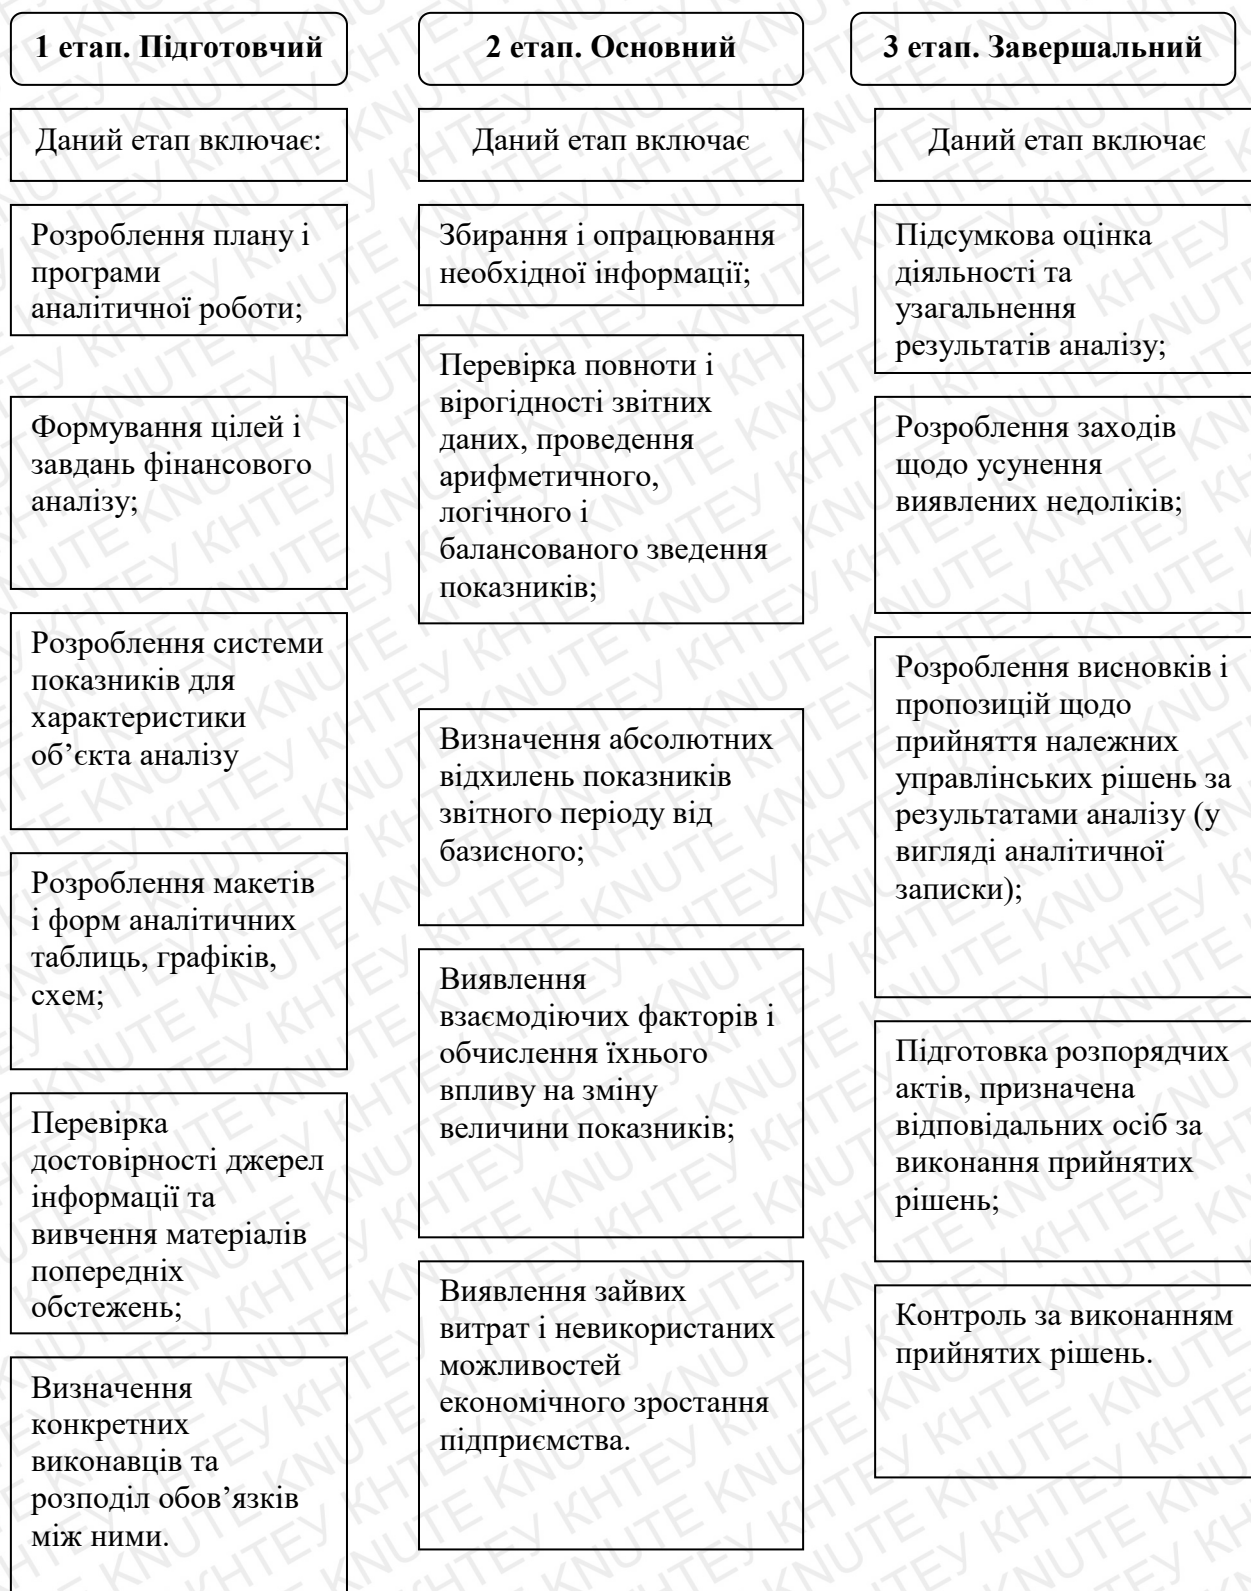 1 етап. Підготовчий
Даний етап включає:
Розроблення плану і
програми
аналітичної роботи;
Формування цілей і
завдань фінансового
аналізу;
Розроблення системи
показників для
характеристики
об’єкта аналізу
Розроблення макетів
і форм аналітичних
таблиць, графіків,
схем;
Перевірка
достовірності джерел
інформації та
вивчення матеріалів
попередніх
обстежень;
Визначення
конкретних
виконавців та
розподіл обов’язків
між ними.
2 етап. Основний
Даний етап включає
Збирання і опрацювання
необхідної інформації;
Перевірка повноти і
вірогідності звітних
даних, проведення
арифметичного,
логічного і
балансованого зведення
показників;
Визначення абсолютних
відхилень показників
звітного періоду від
базисного;
Виявлення
взаємодіючих факторів і
обчислення їхнього
впливу на зміну
величини показників;
Виявлення зайвих
витрат і невикористаних
можливостей
економічного зростання
підприємства.
3 етап. Завершальний
Даний етап включає
Підсумкова оцінка
діяльності та
узагальнення
результатів аналізу;
Розроблення заходів
щодо усунення
виявлених недоліків;
Розроблення висновків і
пропозицій щодо
прийняття належних
управлінських рішень за
результатами аналізу (у
вигляді аналітичної
записки);
Підготовка розпорядчих
актів, призначена
відповідальних осіб за
виконання прийнятих
рішень;
Контроль за виконанням
прийнятих рішень.